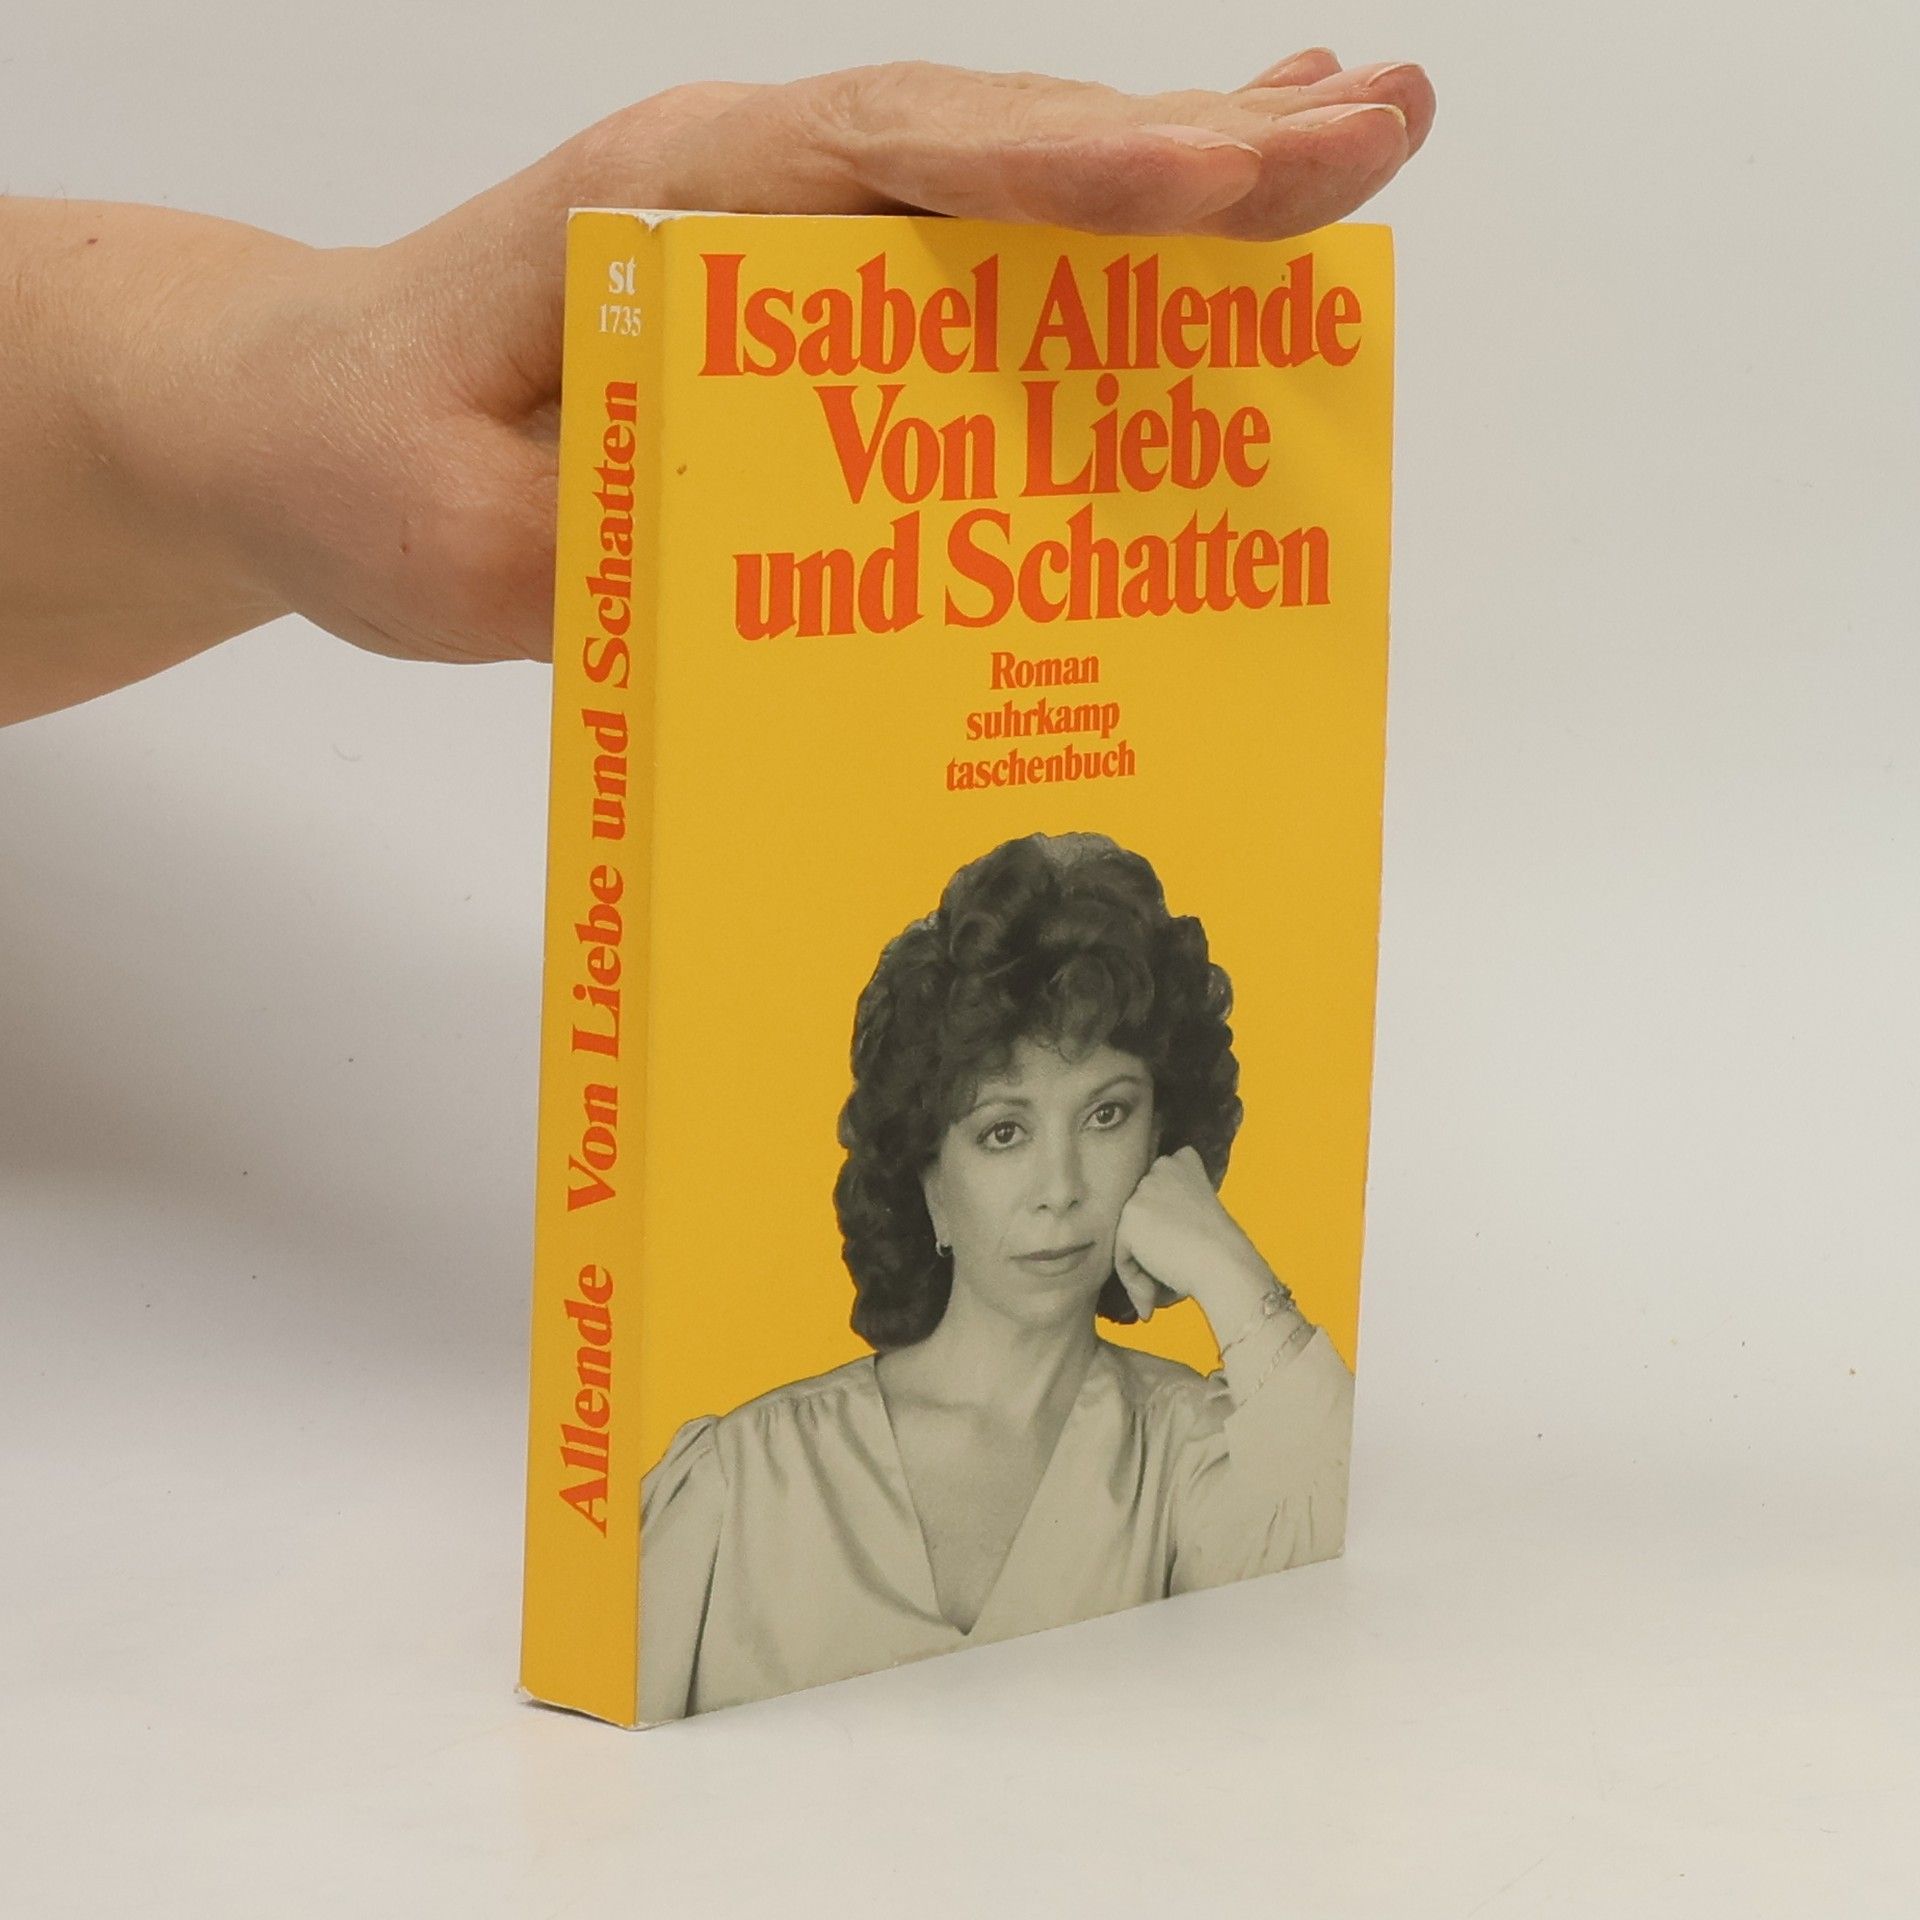 st
1735
Allende Von Liebe und Schatten
Isabel Allende
Von Liebe
und Schatten
Roman
suhrkamp
taschenbuch